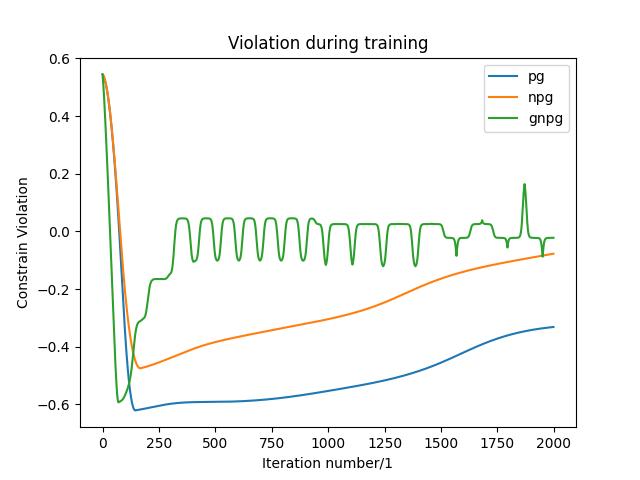 Violation during training
pg
npg
gnpg
0.6
0.4
0.2
0.0
−0.2
−0.4
−0.6
Constrain Violation
0 250 500 750 1000 1250 1500 1750 2000
Iteration number/1